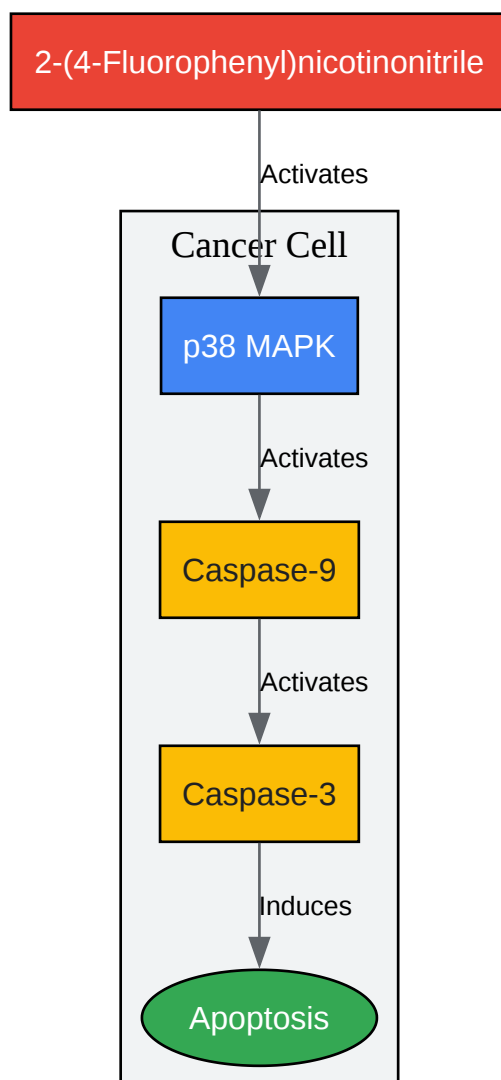 2-(4-Fluorophenyl)nicotinonitrile
Activates
Cancer Cell
p38 MAPK
Activates
Caspase-9
Activates
Caspase-3
Induces
Apoptosis